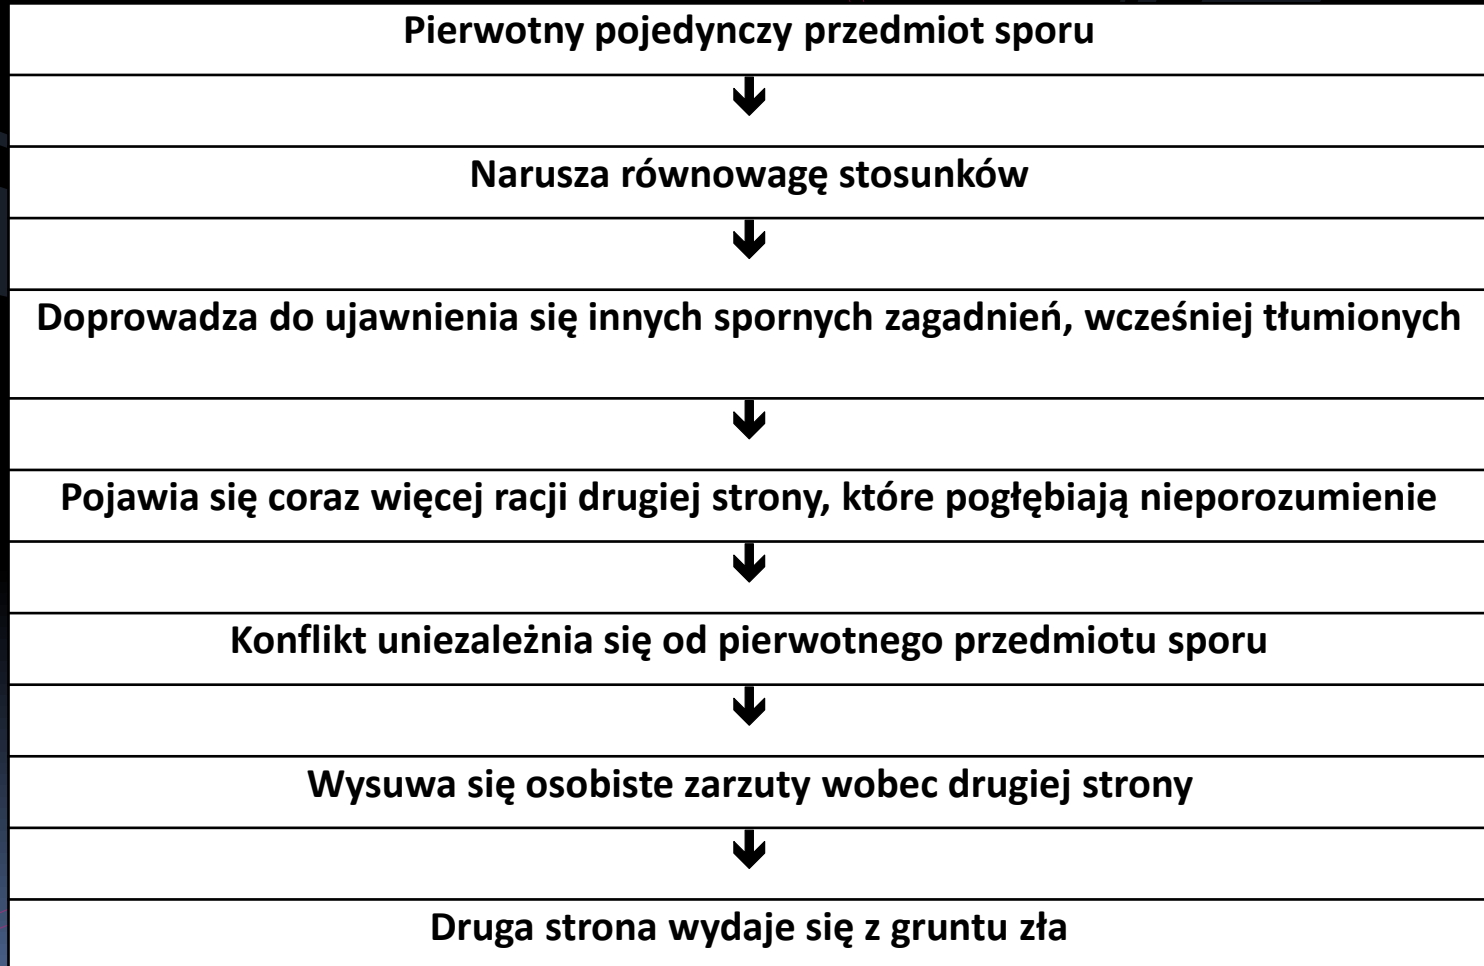 Pierwotny pojedynczy przedmiot sporu
🡻
Narusza równowagę stosunków
🡻
Doprowadza do ujawnienia się innych spornych zagadnień, wcześniej tłumionych
🡻
Pojawia się coraz więcej racji drugiej strony, które pogłębiają nieporozumienie
🡻
Konflikt uniezależnia się od pierwotnego przedmiotu sporu
🡻
Wysuwa się osobiste zarzuty wobec drugiej strony
🡻
Druga strona wydaje się z gruntu zła